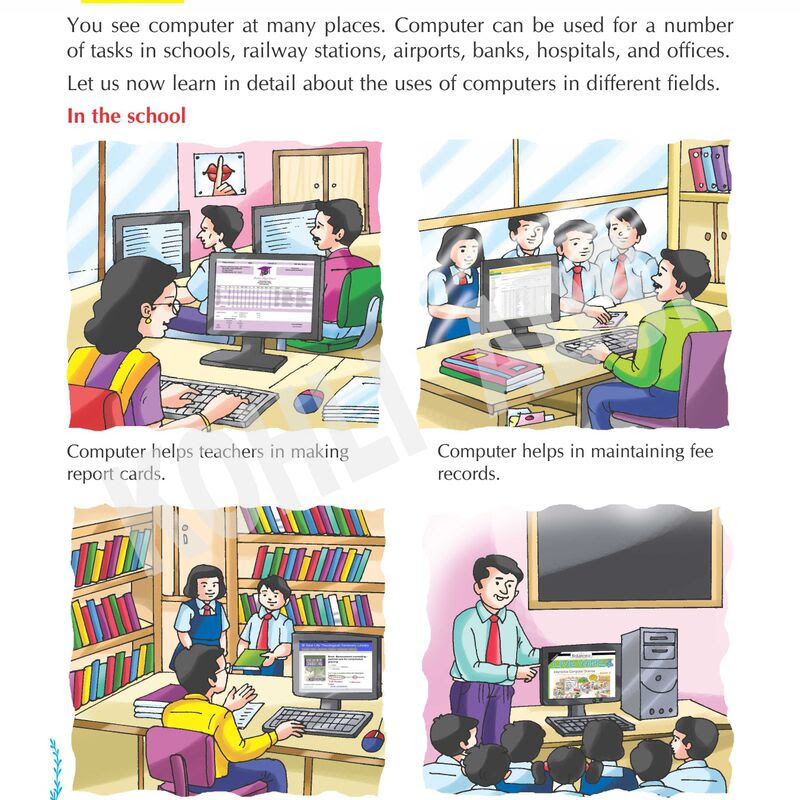 You see computer at many places. Computer can be used for a number
of tasks in schools, railway stations, airports, banks, hospitals, and offices.
Let us now learn in detail about the uses of computers in different fields.
In the school
Computer helps teachers in making
report cards.
Computer helps in maintaining fee
records.